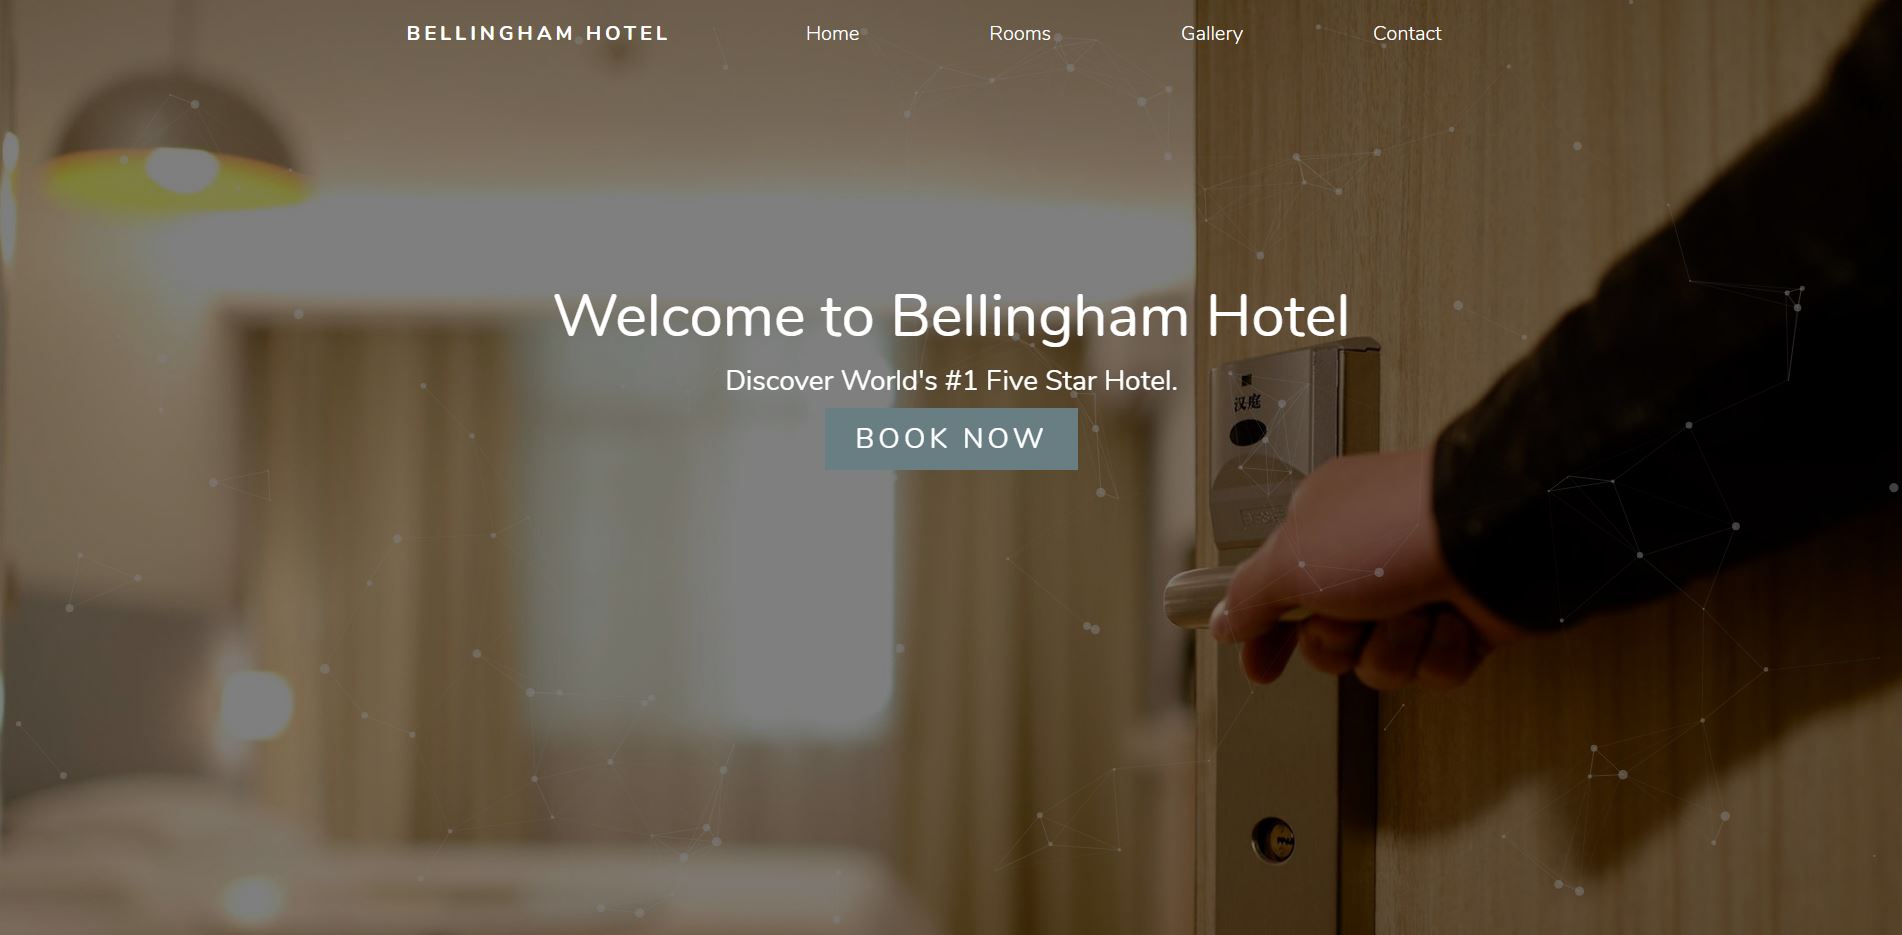 BELLINGHAM HOTEL Home Rooms Gallery Contact
Welcome to Bellingham Hotel
Discover World's #1 Five Star Hotel.
BOOK NOW
汉庭